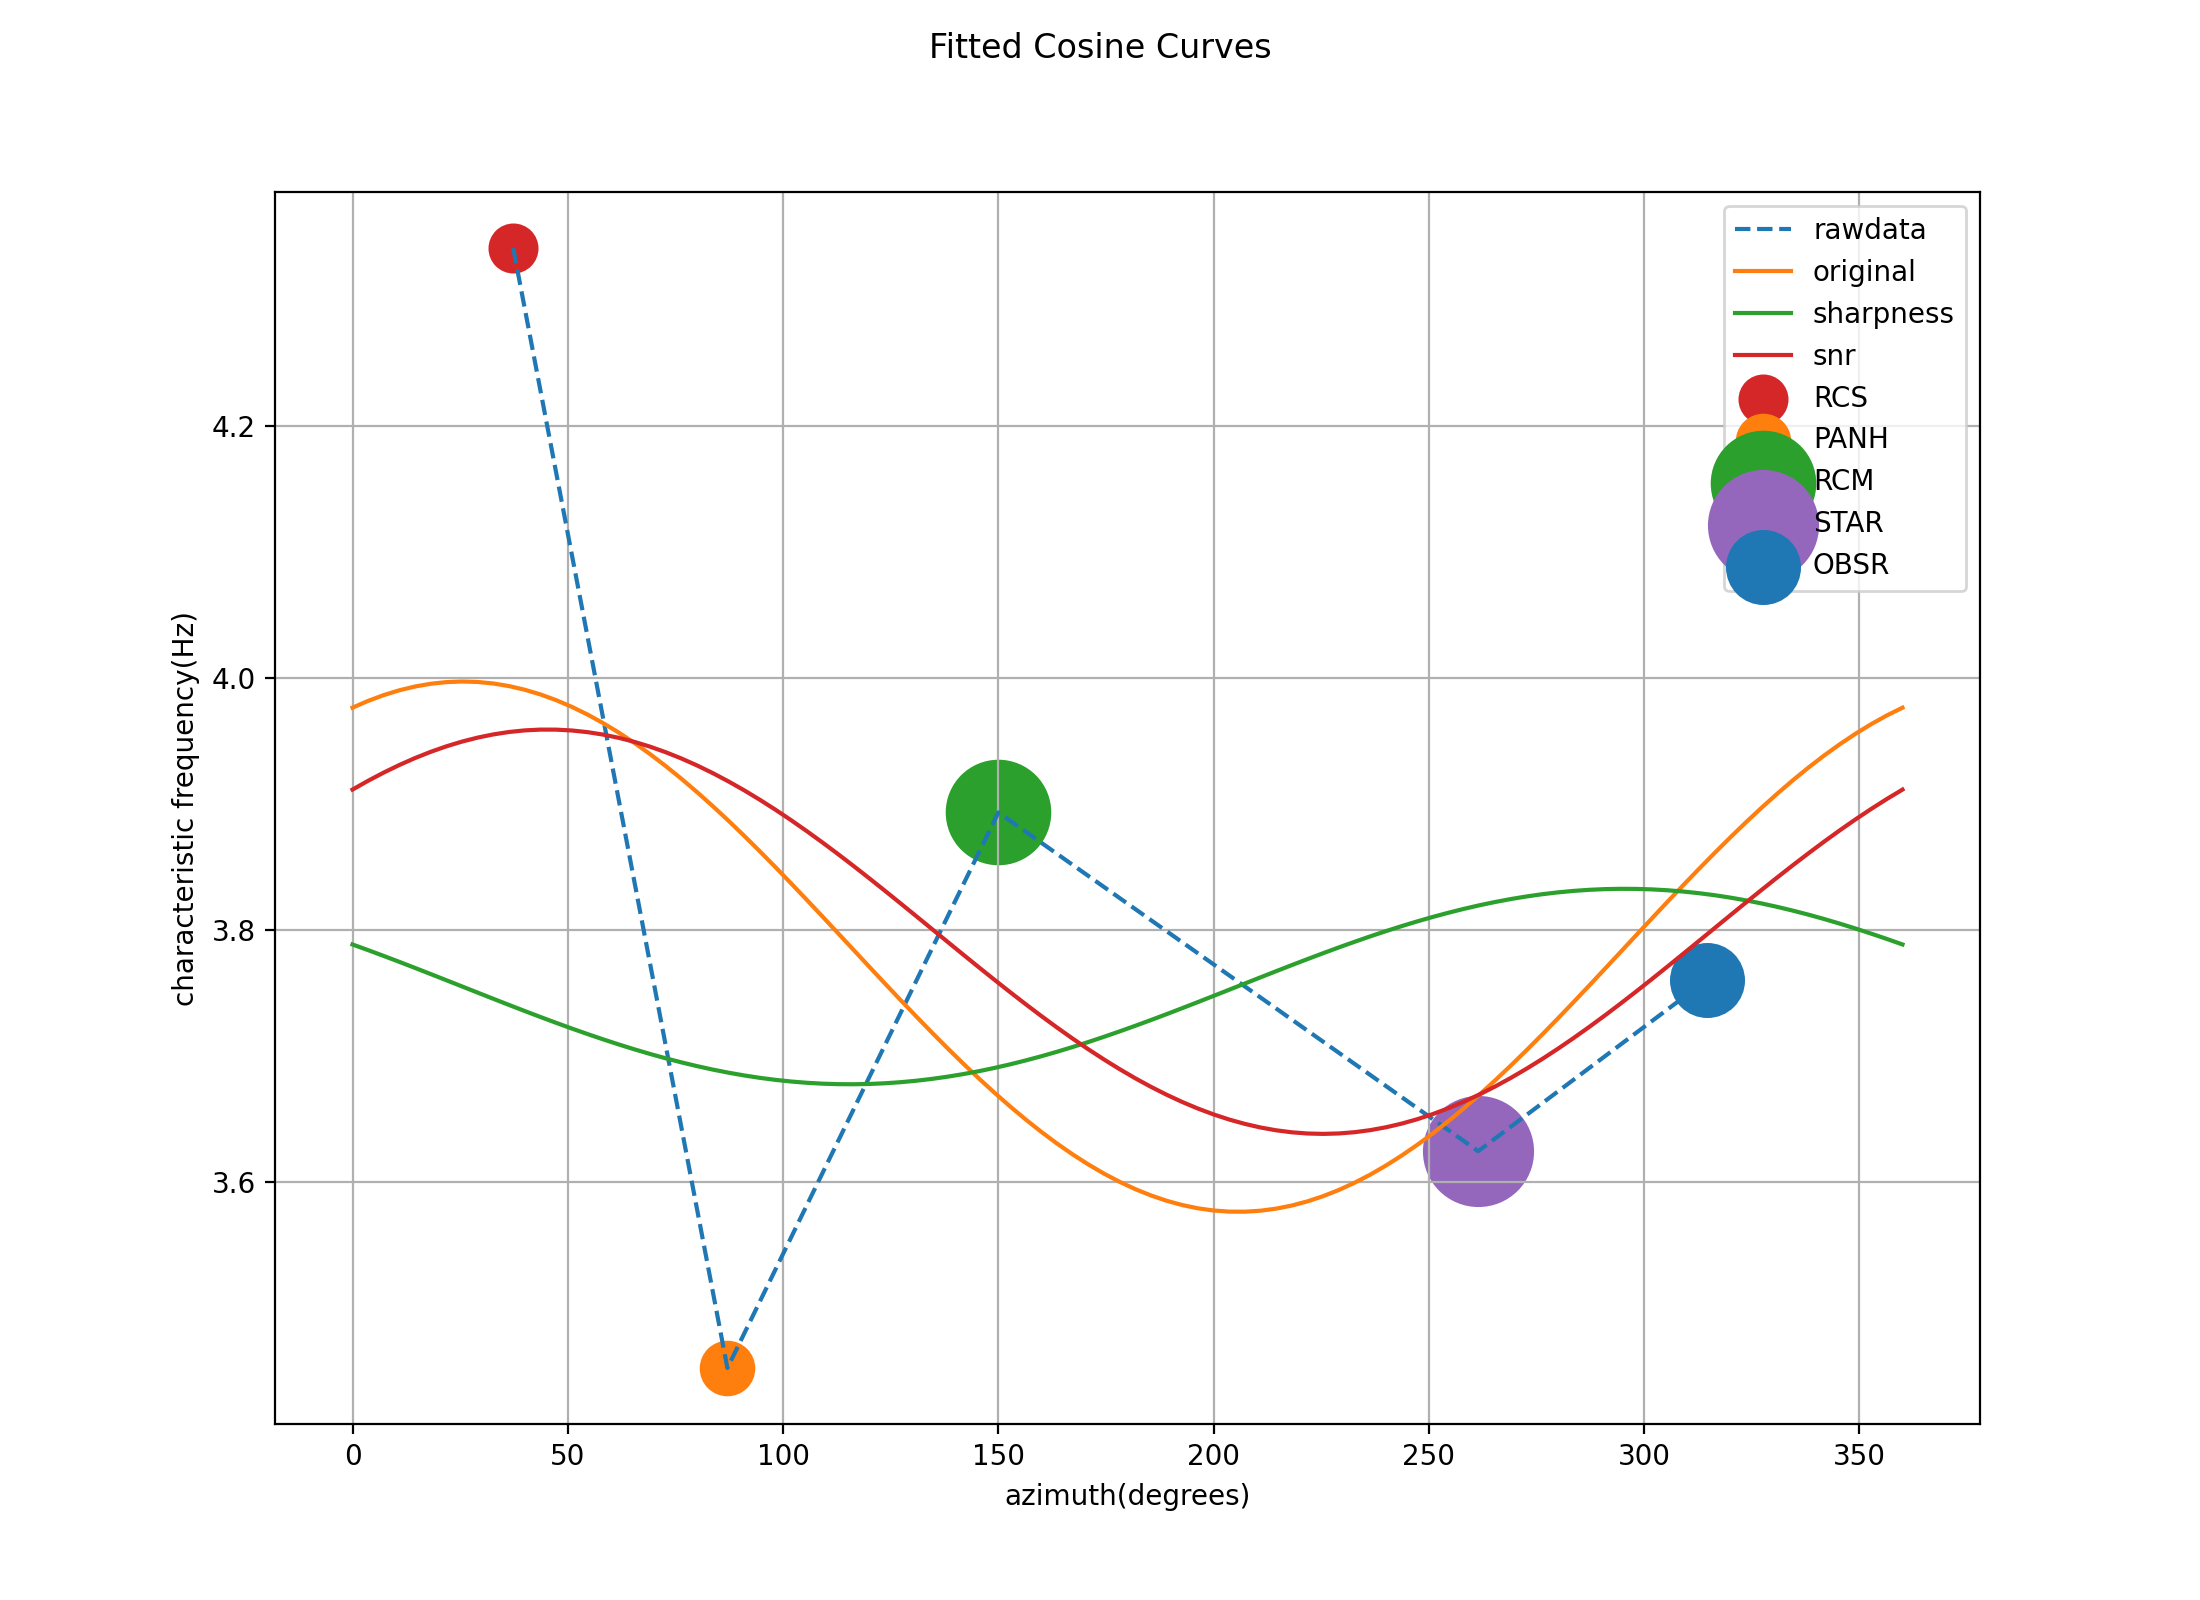 Fitted Cosine Curves
rawdata
original
sharpness
snr
RCS
PANH
RCM
STAR
OBSR
characteristic frequency(Hz)
4.2
4.0
3.8
3.6
0 50 100 150 200 250 300 350
azimuth(degrees)